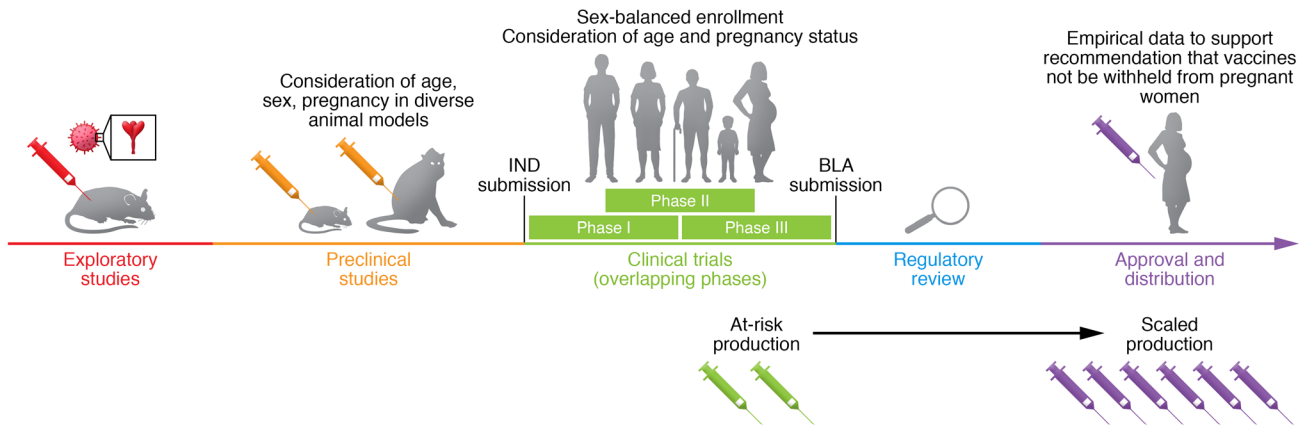 Sex-balanced enrollment
Consideration of age and pregnancy status
Empirical data to support
recommendation that vaccines
not be withheld from pregnant
women
Consideration of age,
sex, pregnancy in diverse
animal models
IND
submission
BLA
submission
Phase II
Phase I
Phase III
Exploratory
studies
Preclinical
studies
Clinical trials
(overlapping phases)
Regulatory
review
Approval and
distribution
At-risk
production
Scaled
production